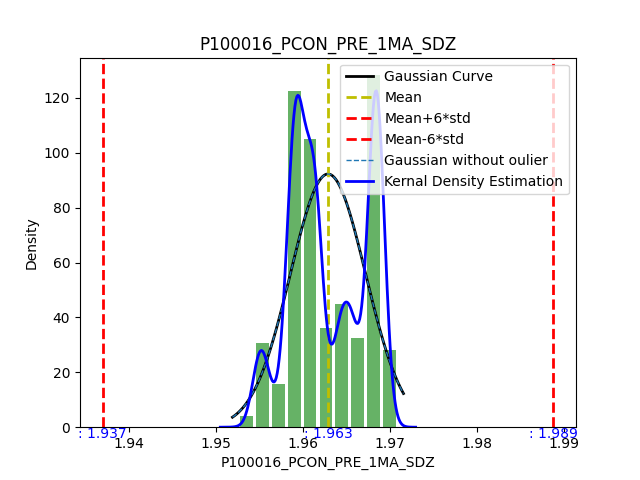 P100016_PCON_PRE_1MA_SDZ
Gaussian Curve
Mean
Mean+6*std
Mean-6*std
Gaussian without oulier
Kernal Density Estimation
Density
120
100
80
60
40
20
0
: 1.937
: 1.963
: 1.989
1.94
1.95
1.96
1.97
1.98
1.99
P100016_PCON_PRE_1MA_SDZ